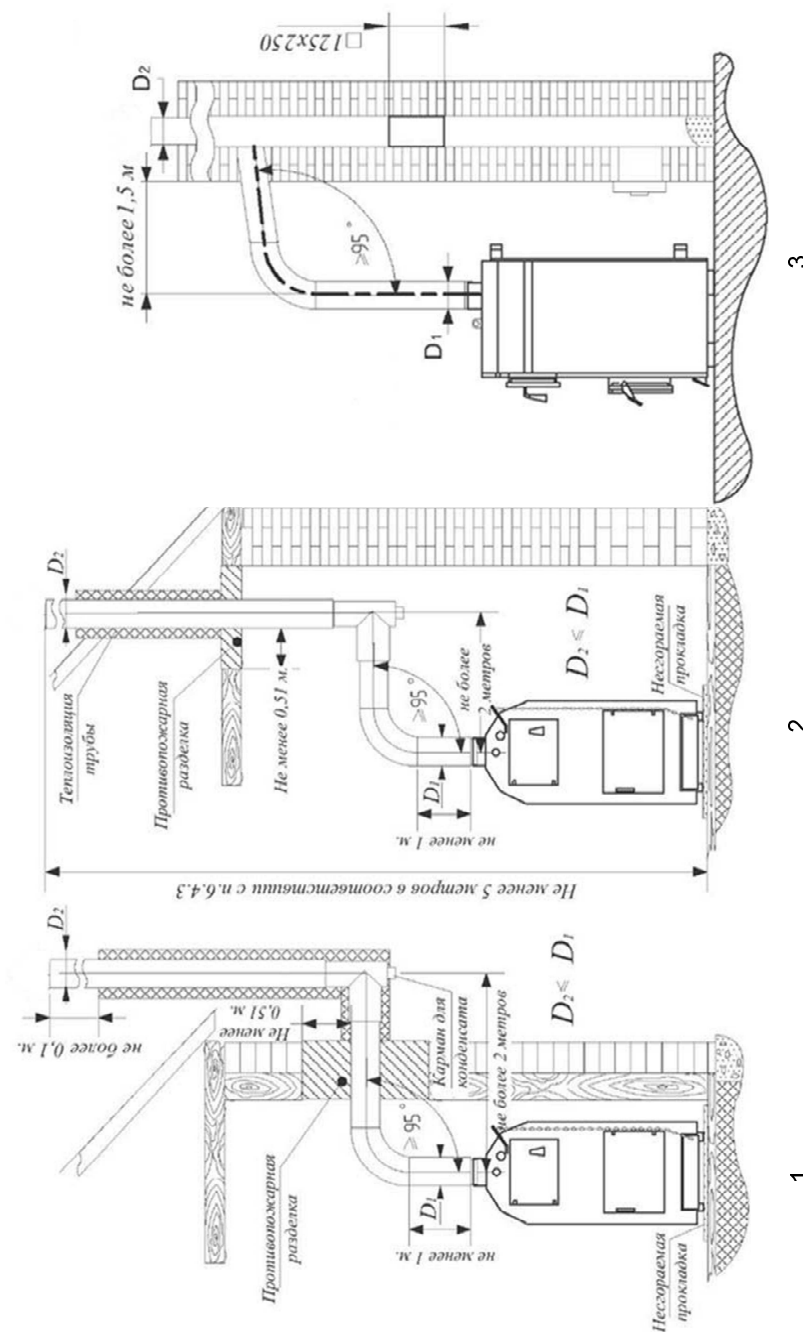 не более 0,1 м.
D₂
Не менее
0,51 м.
Противопожарная
разделка
≥95°
D₁
не менее 1 м.
Карман для
конденсата
не более 2 метров
D₂ ⩽ D₁
Несгораемая
прокладка
1
Не менее 5 метров в соответствии с п.6.4.3
D₂
Теплоизоляция
трубы
Противопожарная
разделка
Не менее 0,51 м.
≥95°
D₁
не менее 1 м.
не более
2 метров
D₂ ⩽ D₁
Несгораемая
прокладка
2
□125х250
D₂
не более 1,5 м
≥95°
D₁
3